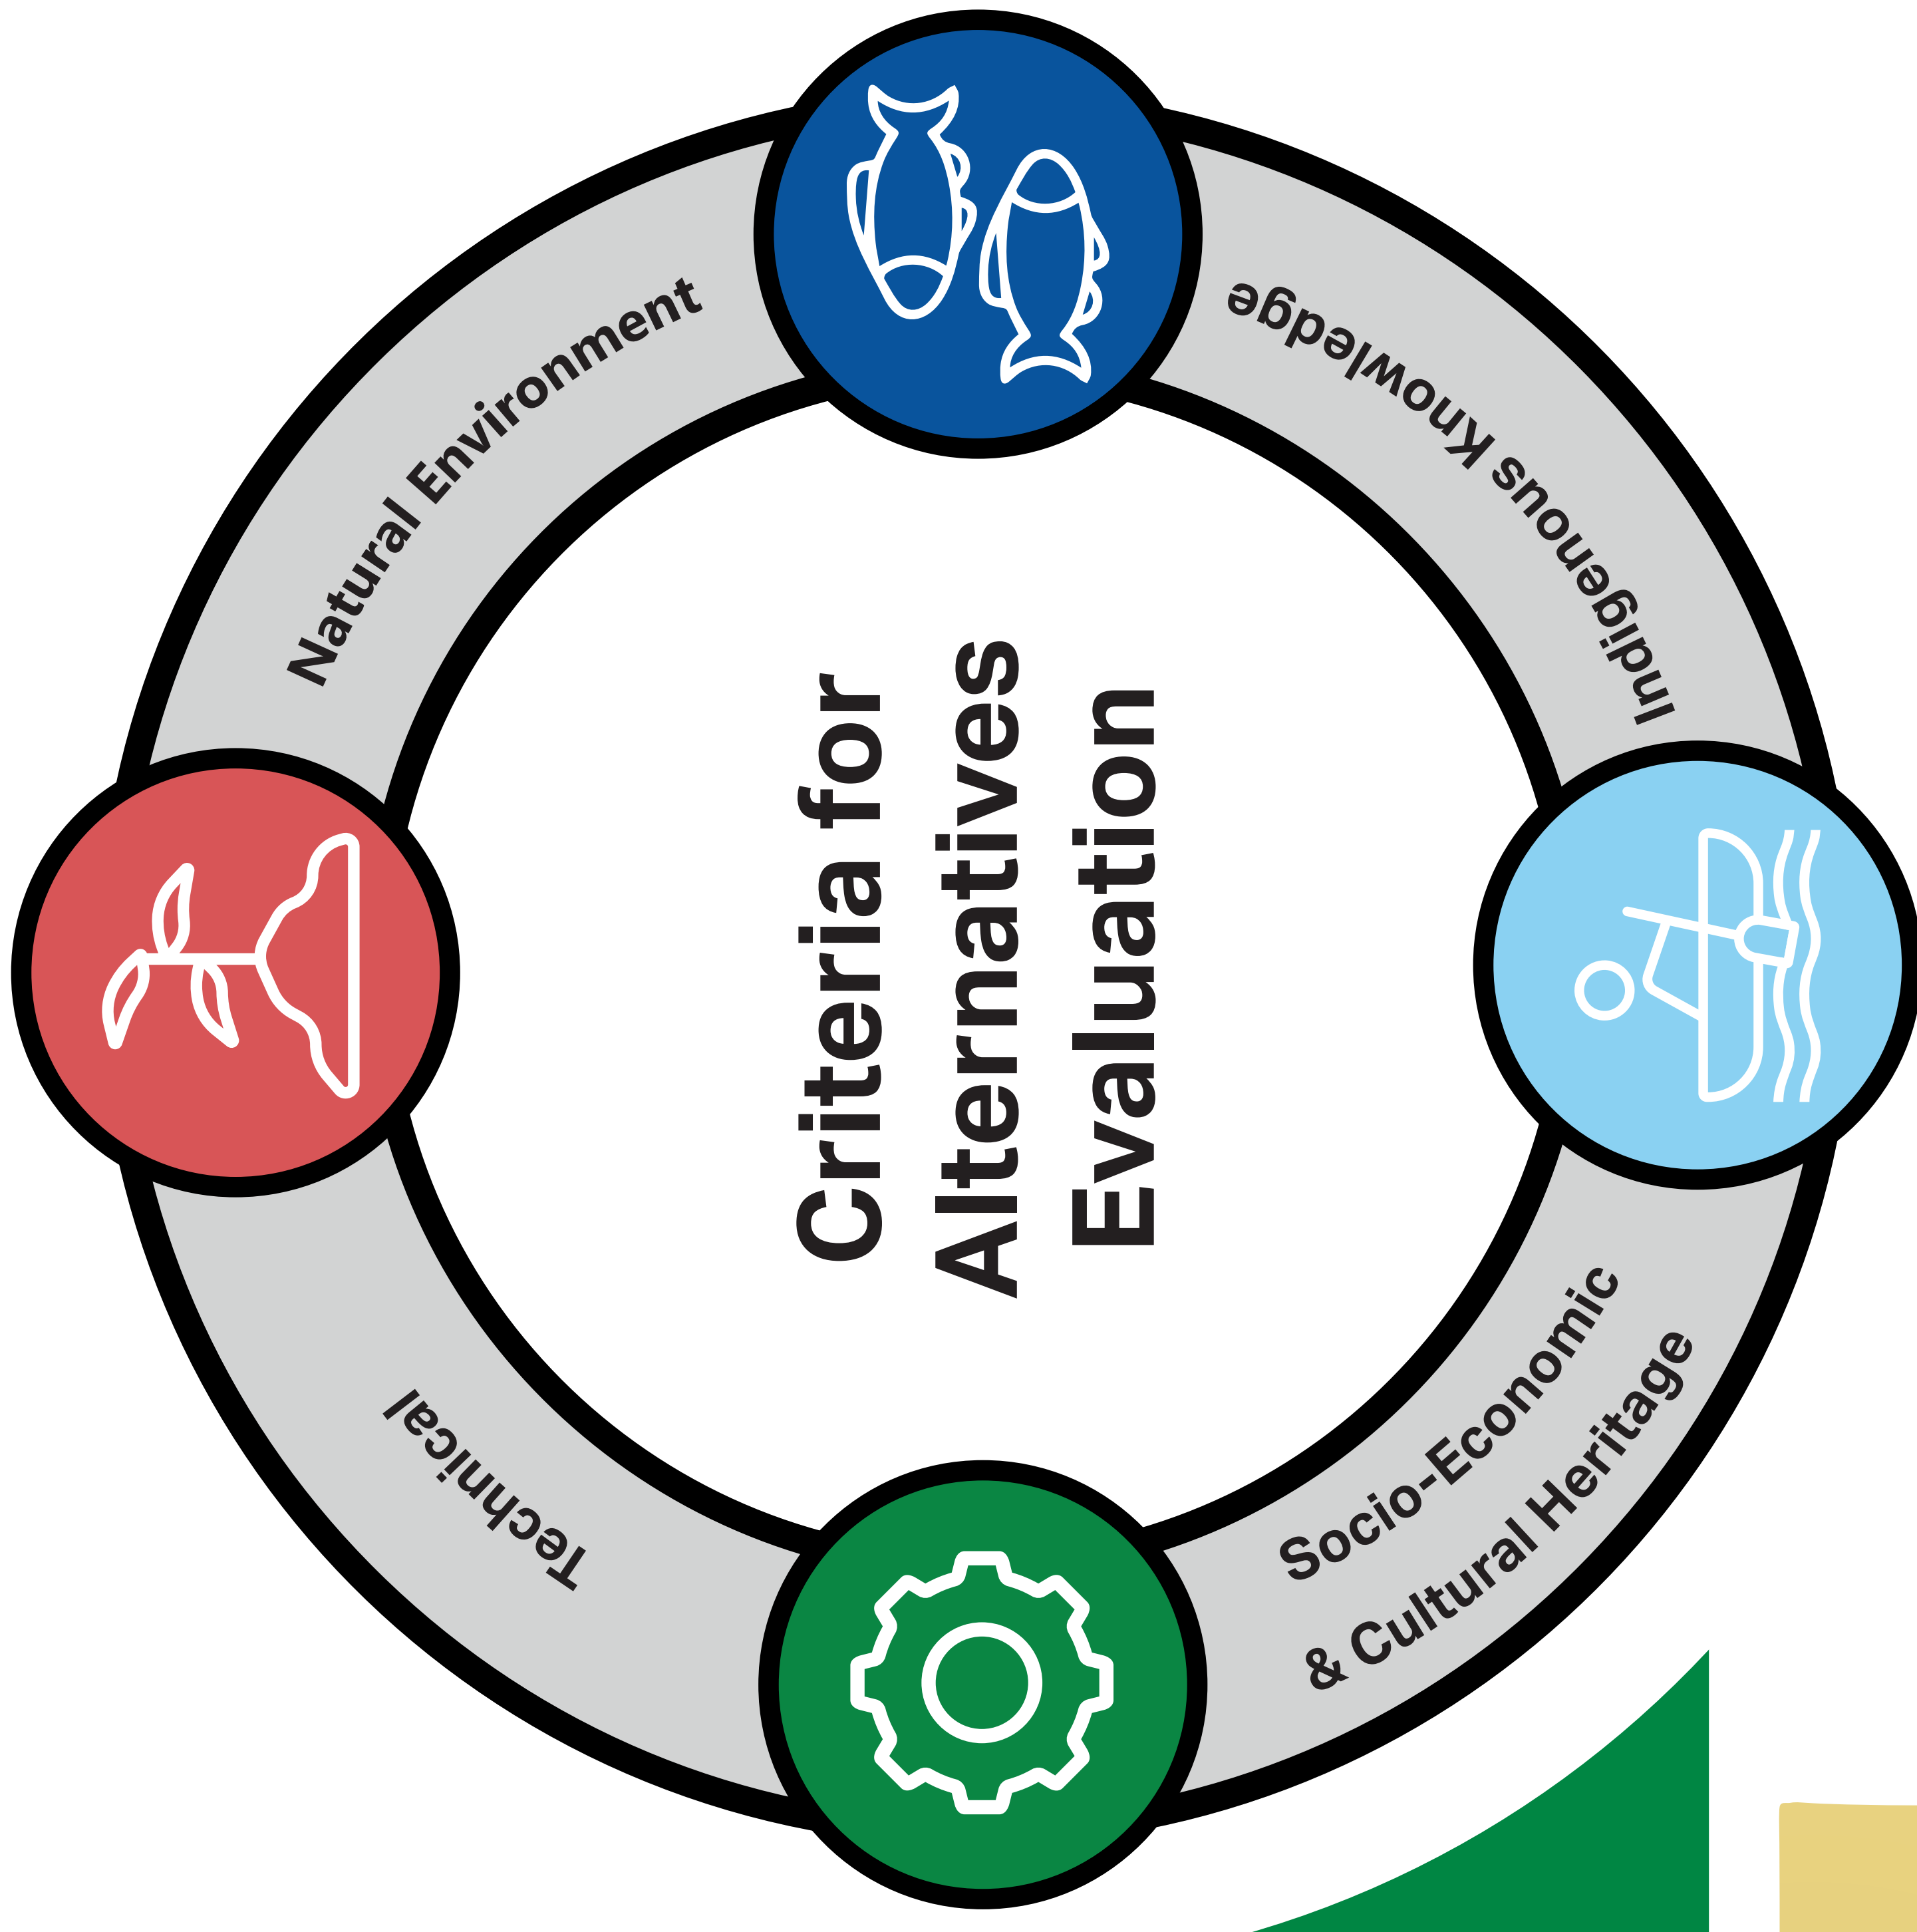 Criteria for
Alternatives
Evaluation
Natural Environment
Indigenous Knowledge
Socio-Economic
& Cultural Heritage
Technical